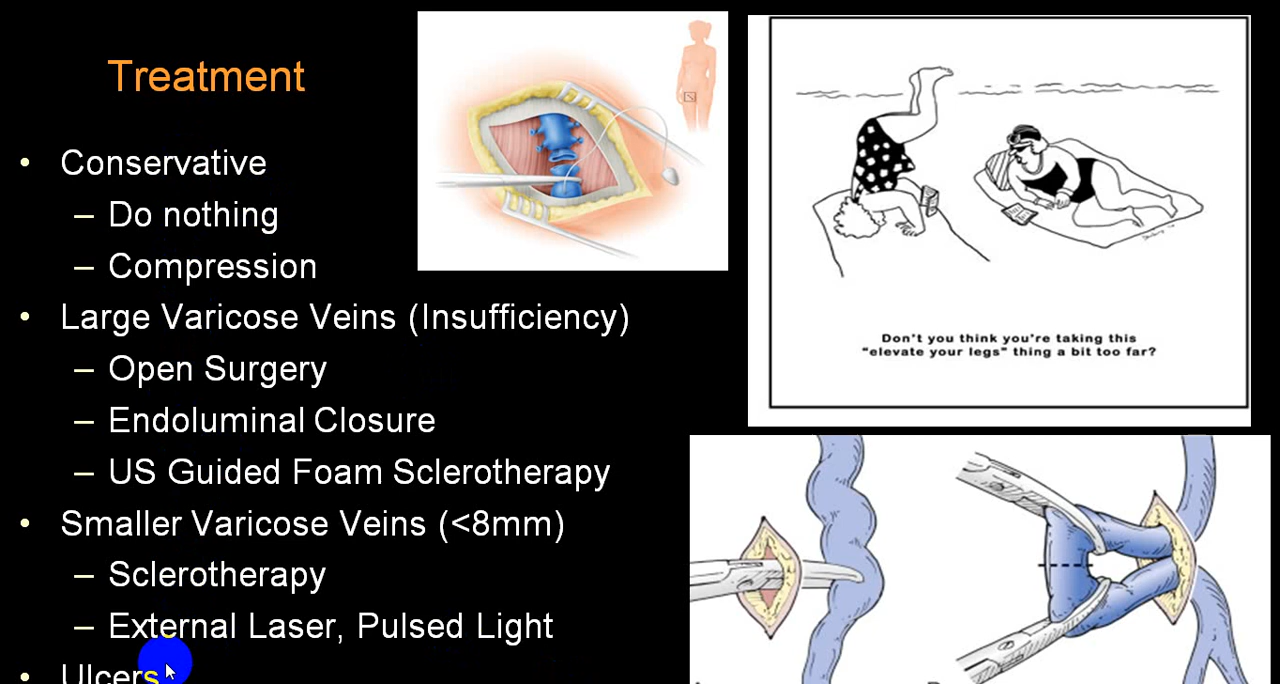 Treatment
• Conservative
– Do nothing
– Compression
• Large Varicose Veins (Insufficiency)
– Open Surgery
– Endoluminal Closure
– US Guided Foam Sclerotherapy
• Smaller Varicose Veins (<8mm)
– Sclerotherapy
– External Laser, Pulsed Light
• Ulcers
Don't you think you're taking this
"elevate your legs" thing a bit too far?